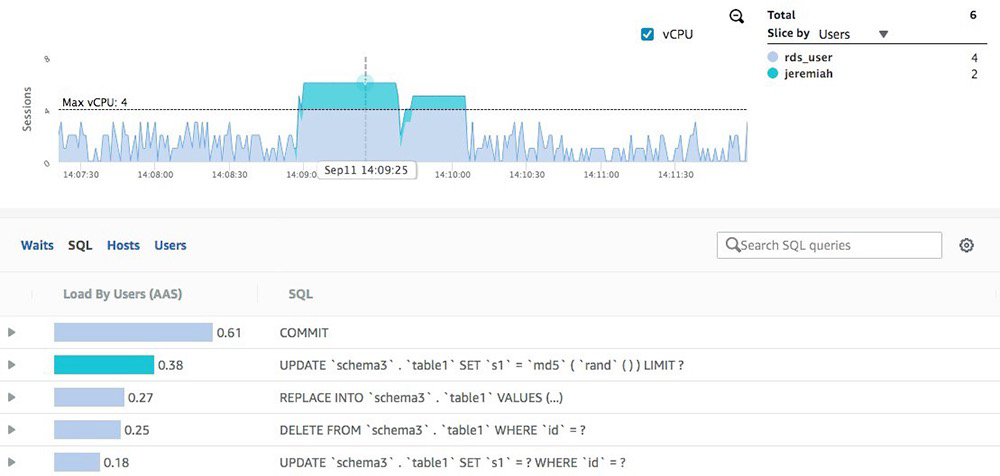 Total 6
Slice by Users
vCPU
rds_user 4
jeremiah 2
8
Max vCPU: 4
4
Sessions
0
14:07:30 14:08:00 14:08:30 14:09:0 14:10:00 14:10:30 14:11:00 14:11:30
Sep11 14:09:25
Waits SQL Hosts Users
Search SQL queries
Load By Users (AAS) SQL
0.61 COMMIT
0.38 UPDATE `schema3` . `table1` SET `s1` = `md5` ( `rand` ( ) ) LIMIT ?
0.27 REPLACE INTO `schema3` . `table1` VALUES (...)
0.25 DELETE FROM `schema3` . `table1` WHERE `id` = ?
0.18 UPDATE `schema3` . `table1` SET `s1` = ? WHERE `id` = ?